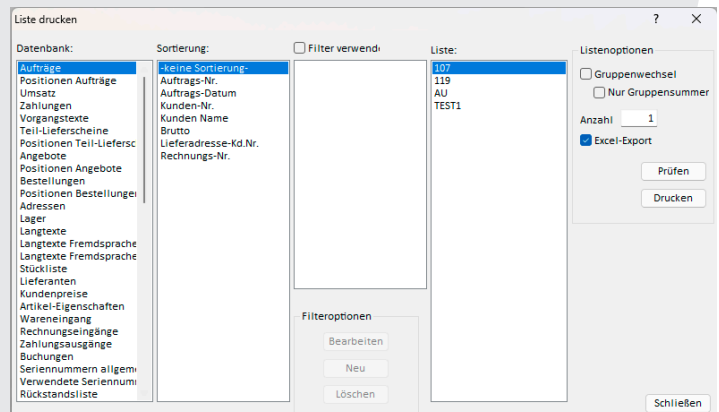 Liste drucken
? X
Datenbank:
Aufträge
Positionen Aufträge
Umsatz
Zahlungen
Vorgangstexte
Teil-Lieferscheine
Positionen Teil-Liefersc
Angebote
Positionen Angebote
Bestellungen
Positionen Bestellunger
Adressen
Lager
Langtexte
Langtexte Fremdsprache
Langtexte Fremdsprache
Stückliste
Lieferanten
Kundenpreise
Artikel-Eigenschaften
Wareneingang
Rechnungseingänge
Zahlungsausgänge
Buchungen
Seriennummern allgeme
Verwendete Seriennumr
Rückstandsliste
Sortierung:
-keine Sortierung-
Auftrags-Nr.
Auftrags-Datum
Kunden-Nr.
Kunden Name
Brutto
Lieferadresse-Kd.Nr.
Rechnungs-Nr.
Filter verwende
Filteroptionen
Bearbeiten
Neu
Löschen
Liste:
107
119
AU
TEST1
Listenoptionen
Gruppenwechsel
Nur Gruppensummer
Anzahl 1
Excel-Export
Prüfen
Drucken
Schließen